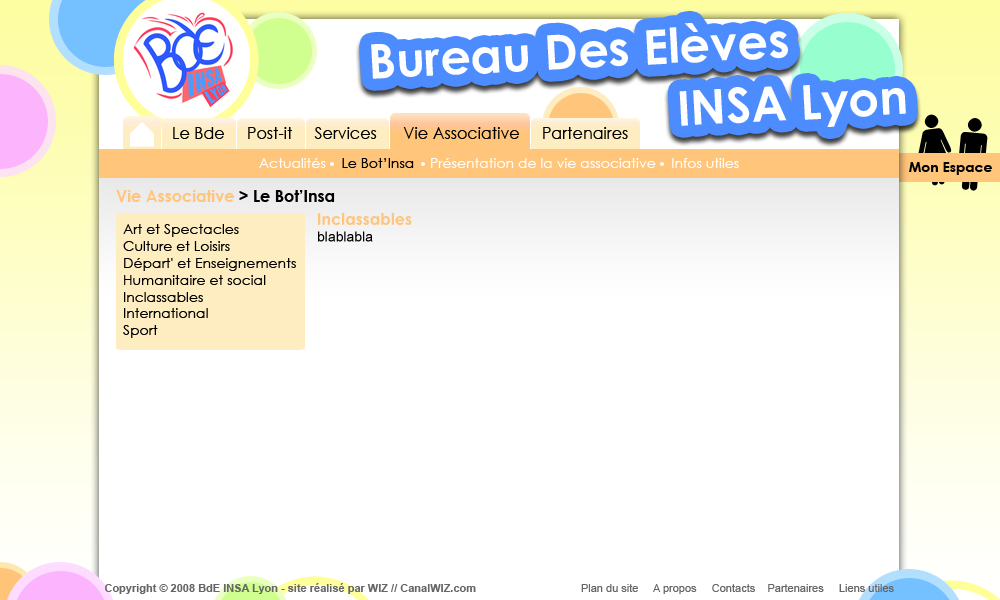 BDE
INSA
Lyon
Bureau Des Elèves
INSA Lyon
Le Bde Post-it Services Vie Associative Partenaires
Actualités • Le Bot'Insa • Présentation de la vie associative • Infos utiles
Mon Espace
Vie Associative > Le Bot'Insa
Art et Spectacles
Culture et Loisirs
Départ' et Enseignements
Humanitaire et social
Inclassables
International
Sport
Inclassables
blablabla
Copyright © 2008 BdE INSA Lyon - site réalisé par WIZ // CanalWIZ.com
Plan du site A propos Contacts Partenaires Liens utiles